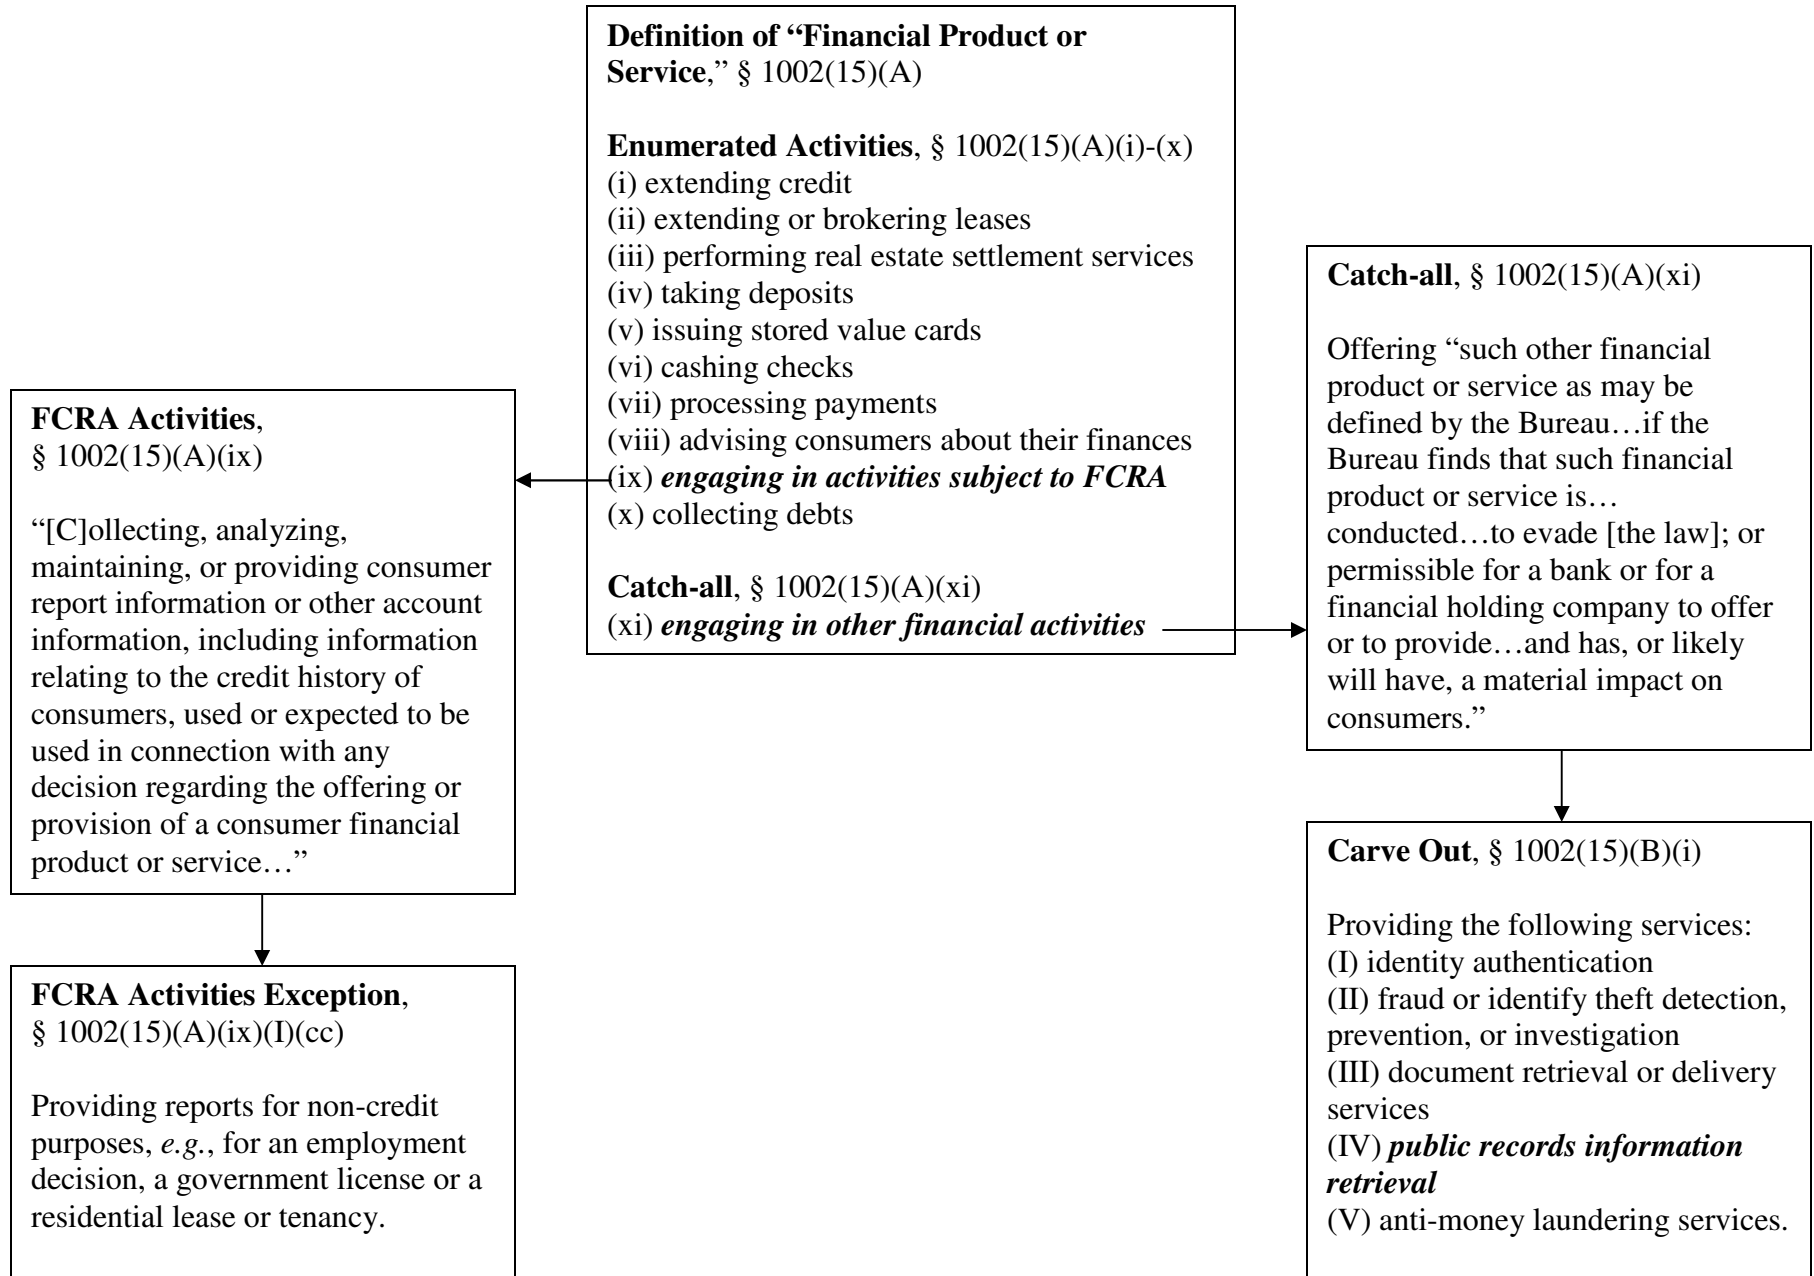 Definition of “Financial Product or
Service,” § 1002(15)(A)
Enumerated Activities, § 1002(15)(A)(i)-(x)
(i) extending credit
(ii) extending or brokering leases
(iii) performing real estate settlement services
(iv) taking deposits
(v) issuing stored value cards
(vi) cashing checks
(vii) processing payments
(viii) advising consumers about their finances
(ix) engaging in activities subject to FCRA
(x) collecting debts
Catch-all, § 1002(15)(A)(xi)
(xi) engaging in other financial activities
FCRA Activities,
§ 1002(15)(A)(ix)
“[C]ollecting, analyzing,
maintaining, or providing consumer
report information or other account
information, including information
relating to the credit history of
consumers, used or expected to be
used in connection with any
decision regarding the offering or
provision of a consumer financial
product or service…”
FCRA Activities Exception,
§ 1002(15)(A)(ix)(I)(cc)
Providing reports for non-credit
purposes, e.g., for an employment
decision, a government license or a
residential lease or tenancy.
Catch-all, § 1002(15)(A)(xi)
Offering “such other financial
product or service as may be
defined by the Bureau…if the
Bureau finds that such financial
product or service is…
conducted…to evade [the law]; or
permissible for a bank or for a
financial holding company to offer
or to provide…and has, or likely
will have, a material impact on
consumers.”
Carve Out, § 1002(15)(B)(i)
Providing the following services:
(I) identity authentication
(II) fraud or identify theft detection,
prevention, or investigation
(III) document retrieval or delivery
services
(IV) public records information
retrieval
(V) anti-money laundering services.